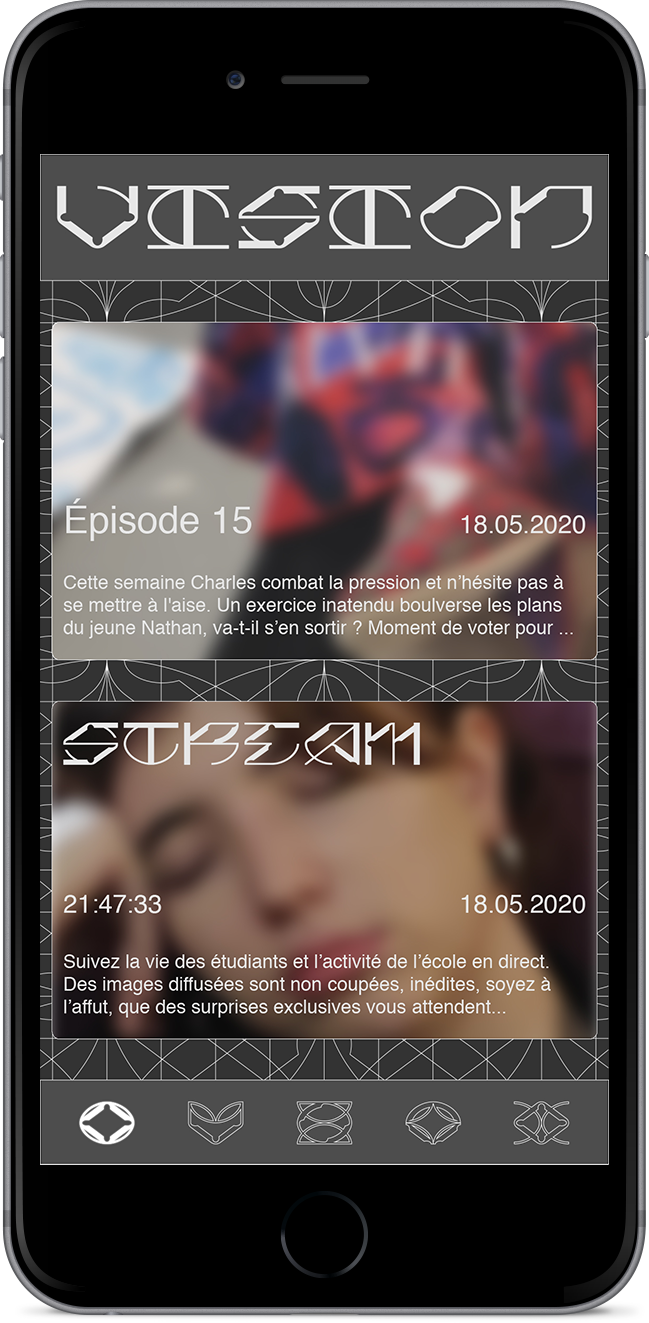 VISION
Épisode 15
18.05.2020
Cette semaine Charles combat la pression et n’hésite pas à
se mettre à l'aise. Un exercice inatendu boulverse les plans
du jeune Nathan, va-t-il s’en sortir ? Moment de voter pour ...
STREAM
21:47:33
18.05.2020
Suivez la vie des étudiants et l’activité de l’école en direct.
Des images diffusées sont non coupées, inédites, soyez à
l’affut, que des surprises exclusives vous attendent...